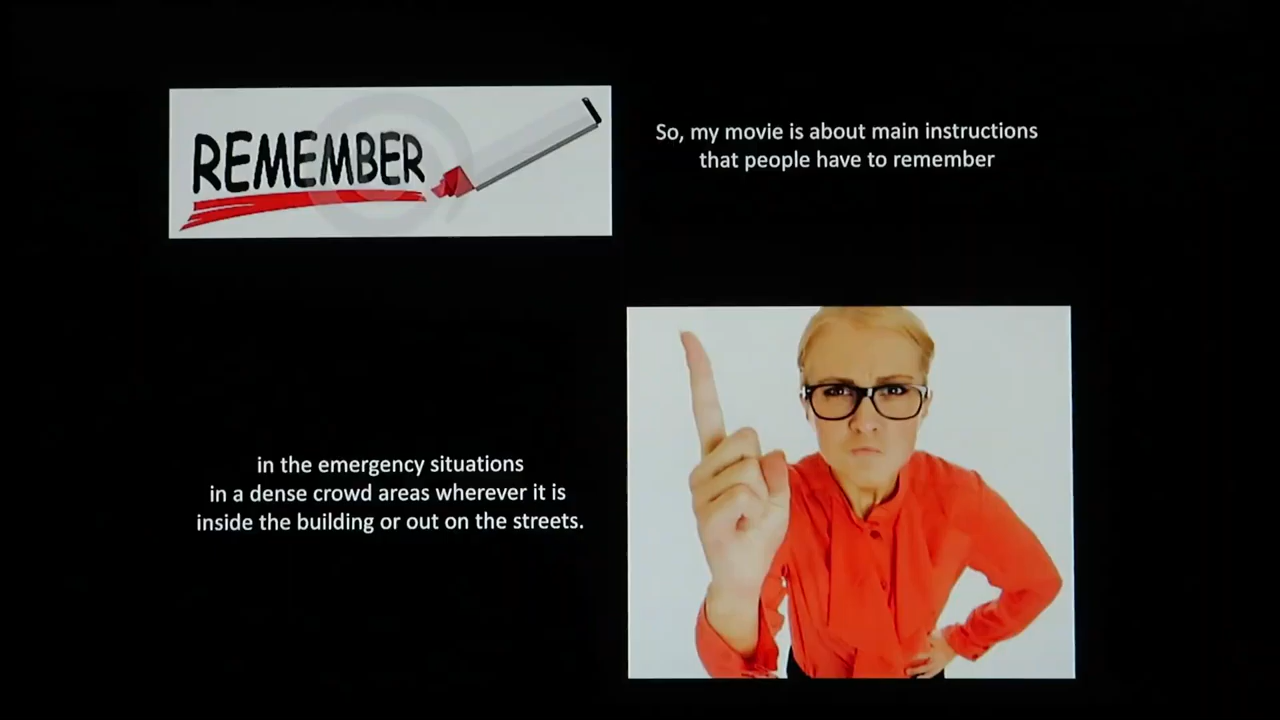 REMEMBER
So, my movie is about main instructions
that people have to remember
in the emergency situations
in a dense crowd areas wherever it is
inside the building or out on the streets.